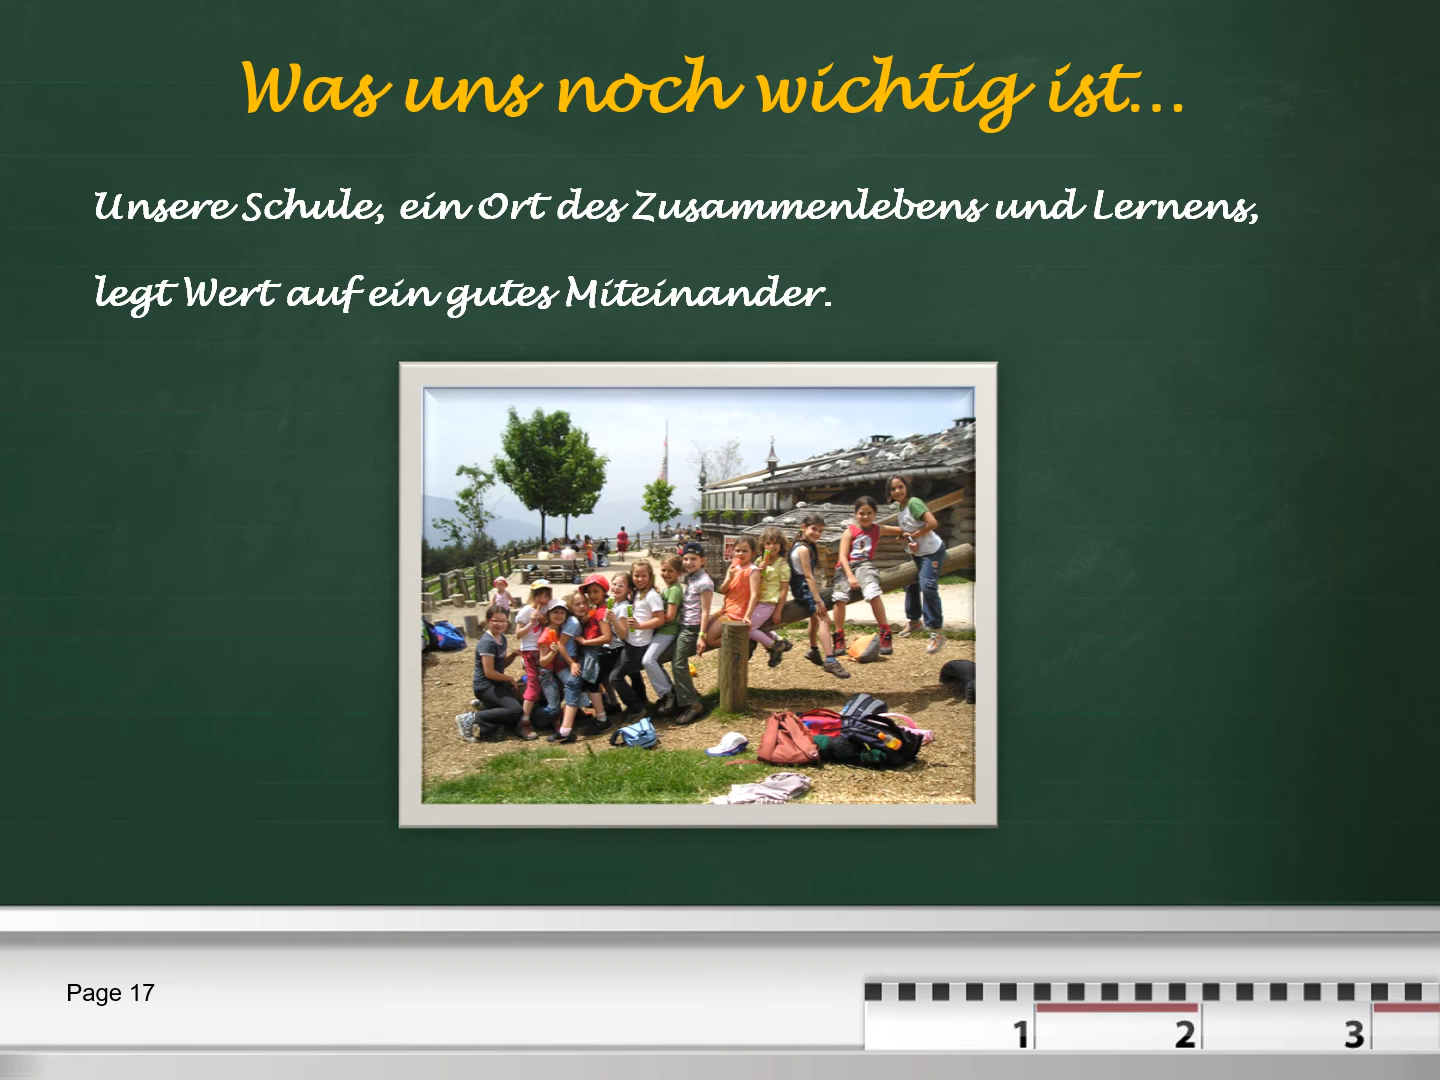 Was uns noch wichtig ist...
Unsere Schule, ein Ort des Zusammenlebens und Lernens,
legt Wert auf ein gutes Miteinander.
Page 17
1 2 3